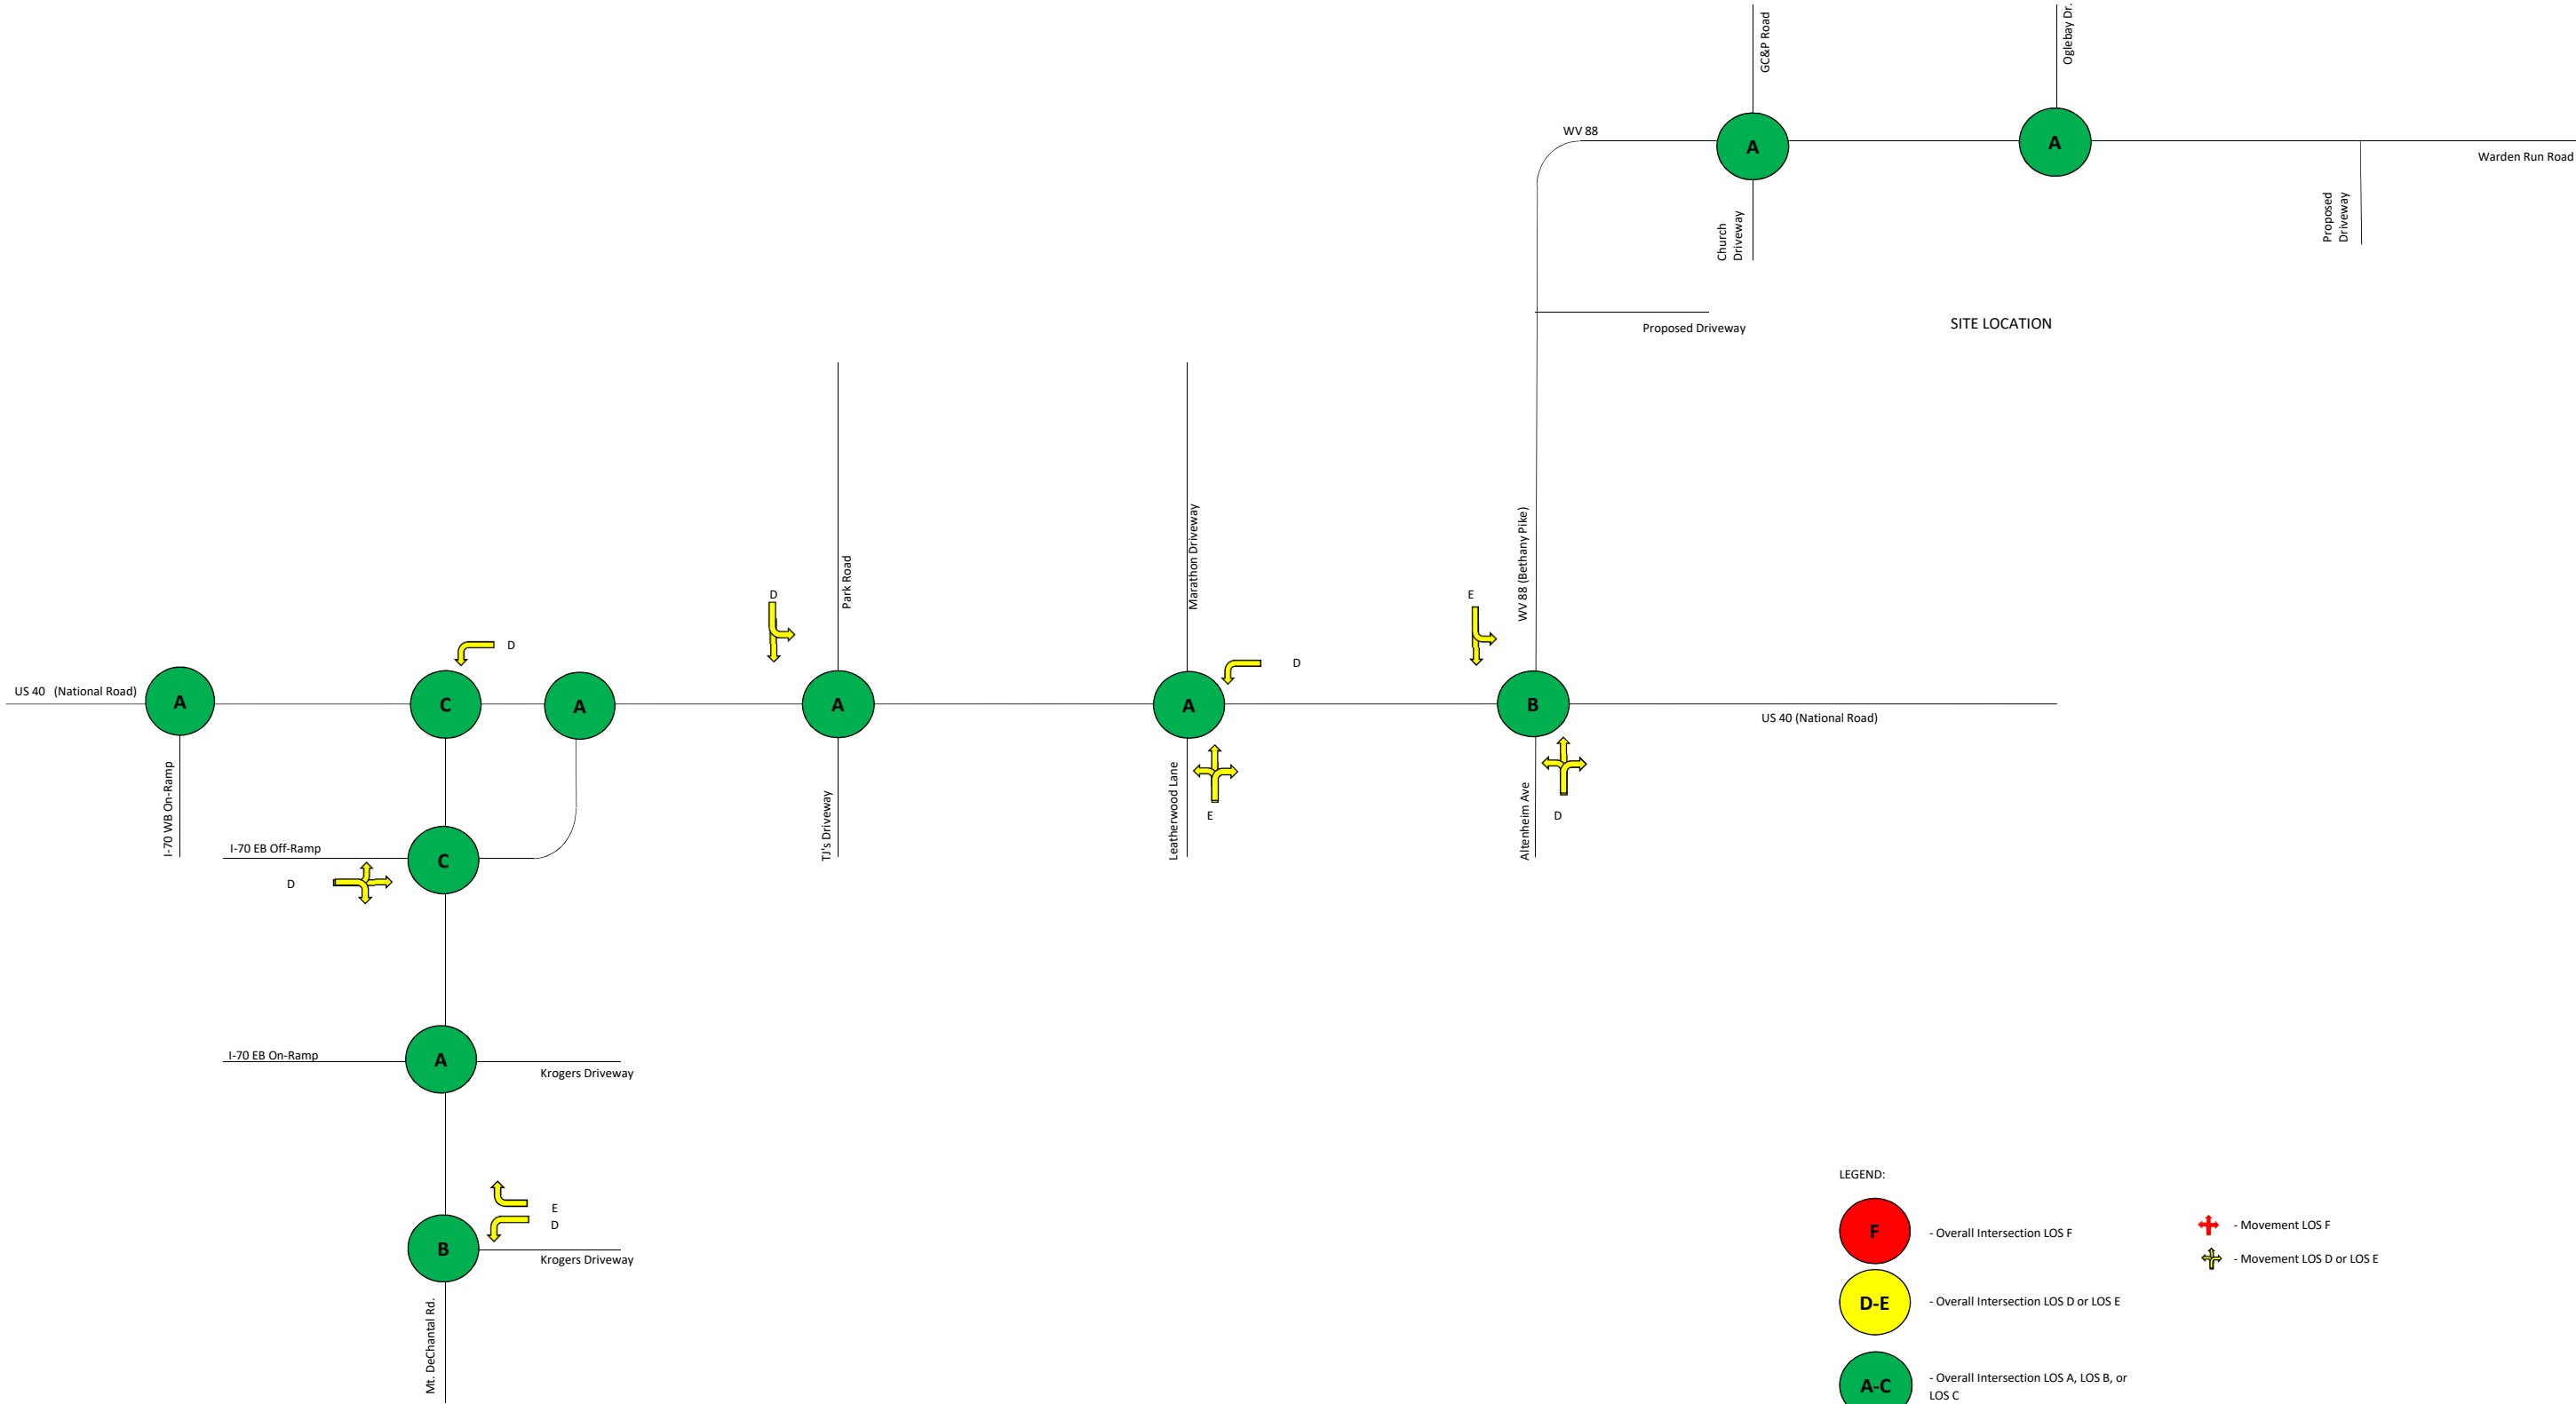 GC&P Road
Oglebay Dr.
WV 88
A
A
Warden Run Road
Church
Driveway
Proposed
Driveway
Proposed Driveway
SITE LOCATION
Park Road
Marathon Driveway
WV 88 (Bethany Pike)
D
E
D
D
US 40   (National Road)
A
C
A
A
A
B
US 40 (National Road)
I-70 WB On-Ramp
TJ's Driveway
Leatherwood Lane
E
Altenheim Ave
D
I-70 EB Off-Ramp
C
D
I-70 EB On-Ramp
A
Krogers Driveway
E
D
B
Krogers Driveway
Mt. DeChantal Rd.
LEGEND:
F
- Overall Intersection LOS F
- Movement LOS F
- Movement LOS D or LOS E
D-E
- Overall Intersection LOS D or LOS E
A-C
- Overall Intersection LOS A, LOS B, or
LOS C